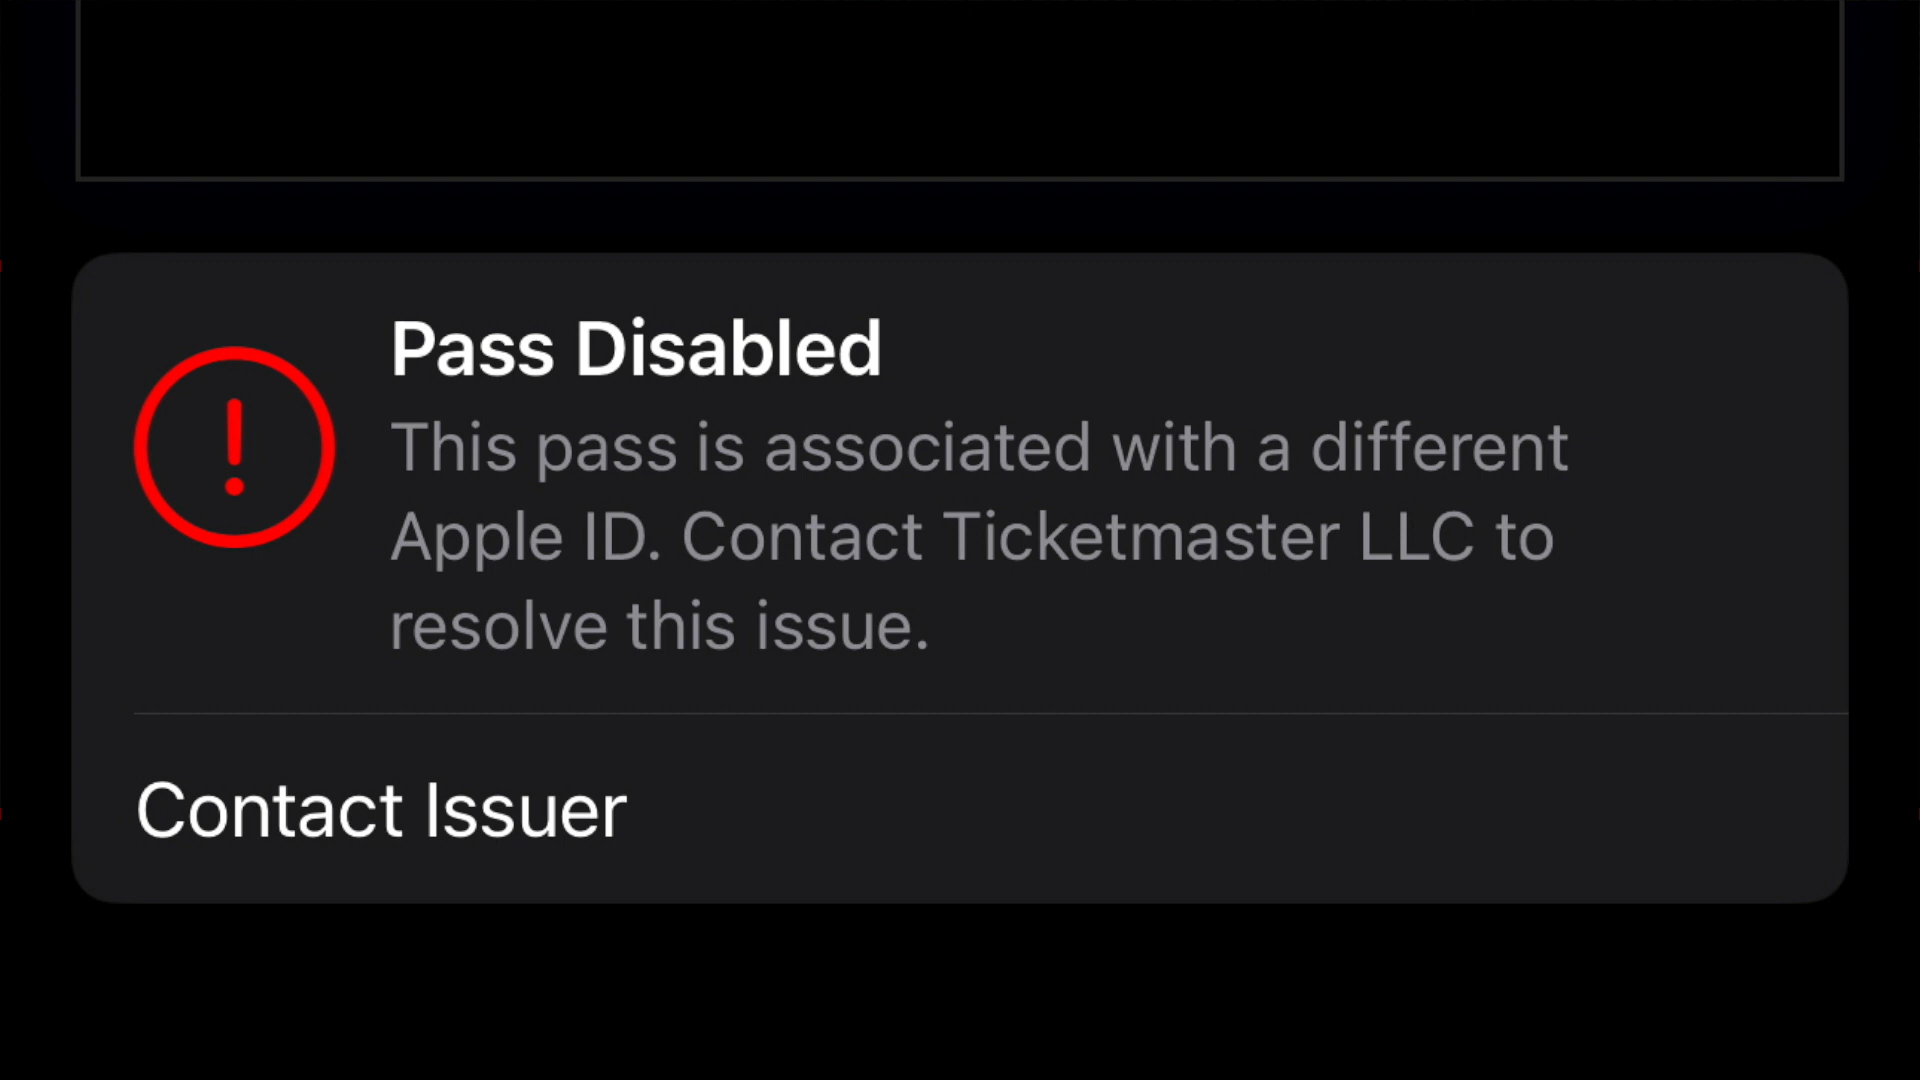 Pass Disabled
This pass is associated with a different
Apple ID. Contact Ticketmaster LLC to
resolve this issue.
Contact Issuer